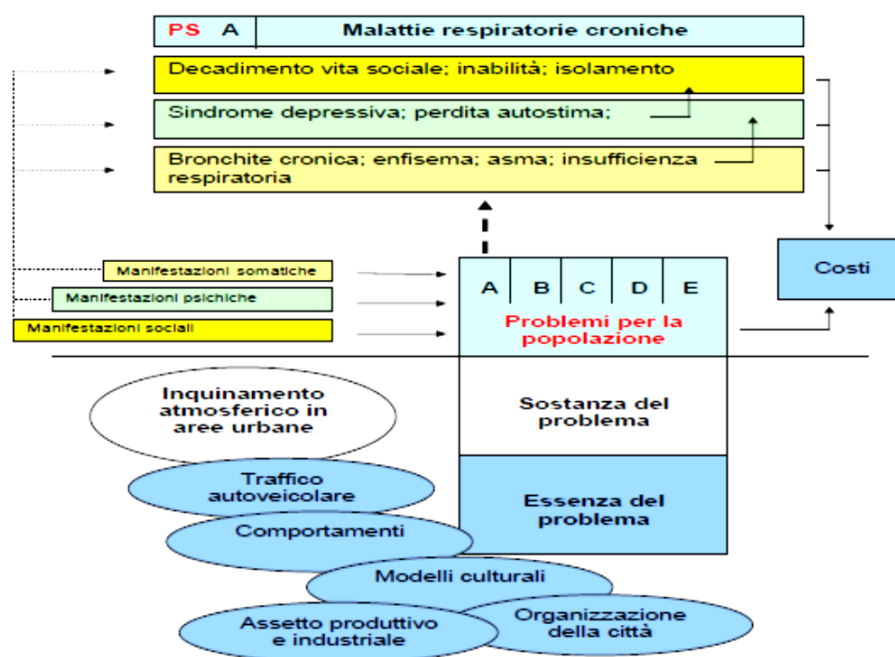 PS A Malattie respiratorie croniche
Decadimento vita sociale; inabilità; isolamento
Sindrome depressiva; perdita autostima;
Bronchite cronica; enfisema; asma; insufficienza
respiratoria
Manifestazioni somatiche
Manifestazioni psichiche
Manifestazioni sociali
A B C D E
Problemi per la
popolazione
Costi
Inquinamento
atmosferico in
aree urbane
Sostanza del
problema
Traffico
autoveicolare
Essenza del
problema
Comportamenti
Modelli culturali
Assetto produttivo
e industriale
Organizzazione
della città